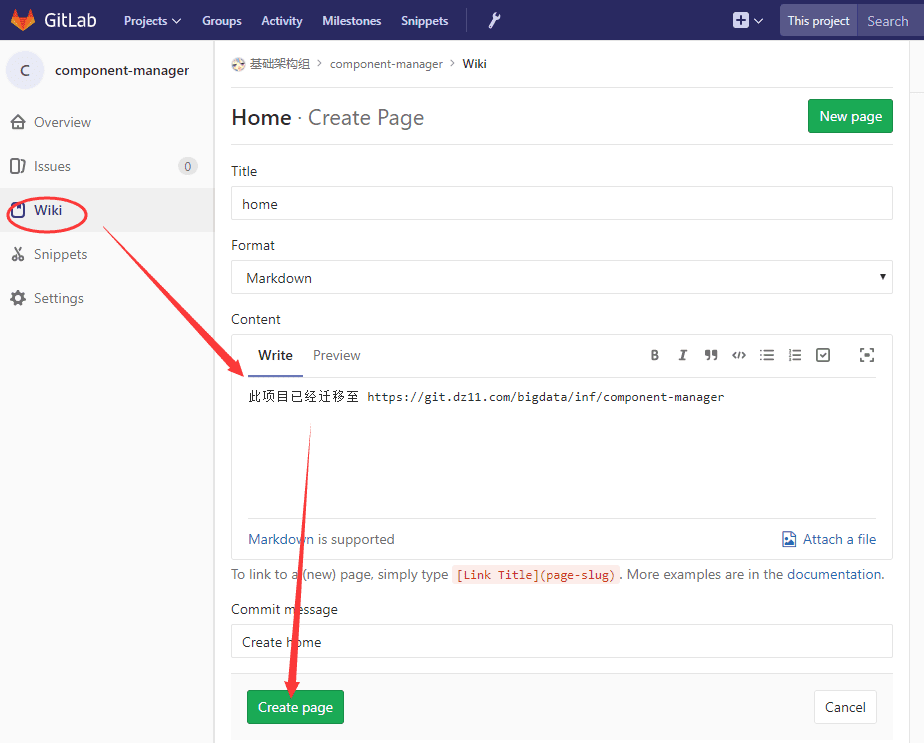 GitLab Projects Groups Activity Milestones Snippets This project Search
C component-manager
Overview
Issues 0
Wiki
Snippets
Settings
基础架构组 > component-manager > Wiki
Home · Create Page New page
Title
home
Format
Markdown
Content
Write Preview
此项目已经迁移至 https://git.dz11.com/bigdata/inf/component-manager
Markdown is supported Attach a file
To link to a (new) page, simply type [Link Title](page-slug). More examples are in the documentation.
Commit message
Create home
Create page Cancel